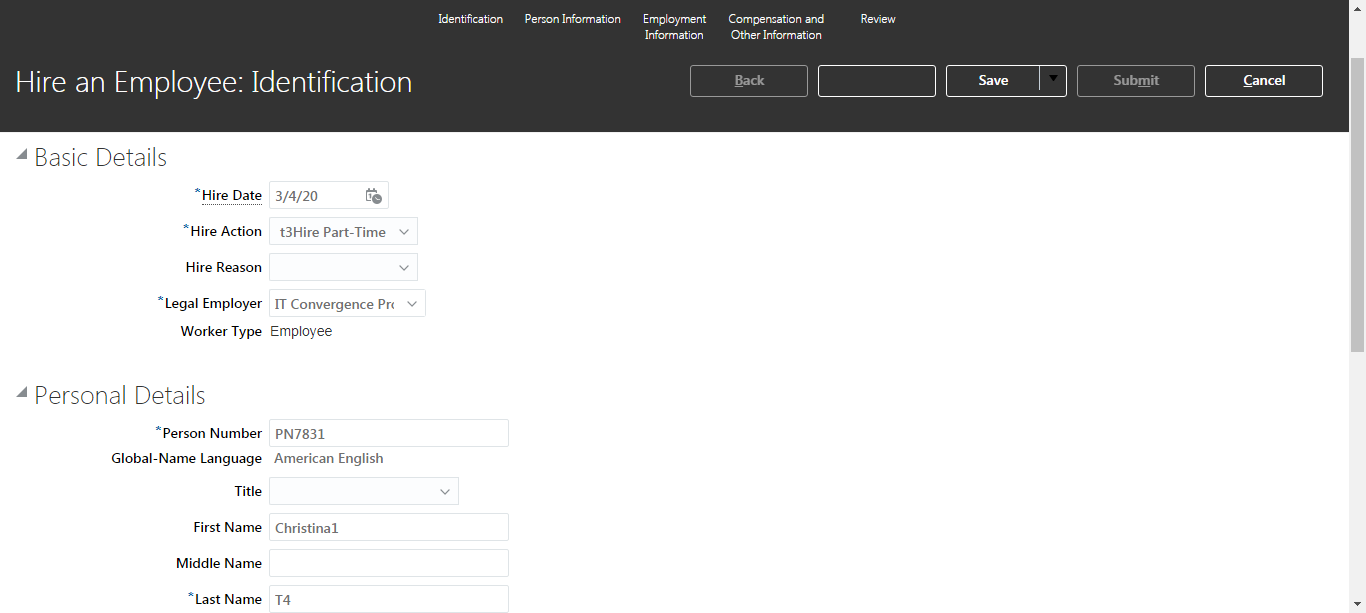 Identification
Person Information
Employment
Information
Compensation and
Other Information
Review
Hire an Employee: Identification
Back
Save
Submit
Cancel
Basic Details
*Hire Date 3/4/20
*Hire Action t3Hire Part-Time
Hire Reason
*Legal Employer IT Convergence Pr
Worker Type Employee
Personal Details
*Person Number PN7831
Global-Name Language American English
Title
First Name Christina1
Middle Name
*Last Name T4